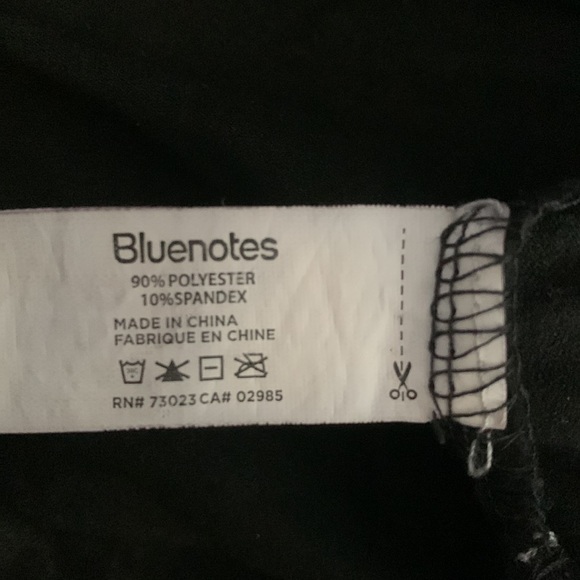 Bluenotes
90% POLYESTER
10%SPANDEX
MADE IN CHINA
FABRIQUE EN CHINE
RN# 73023 CA# 02985